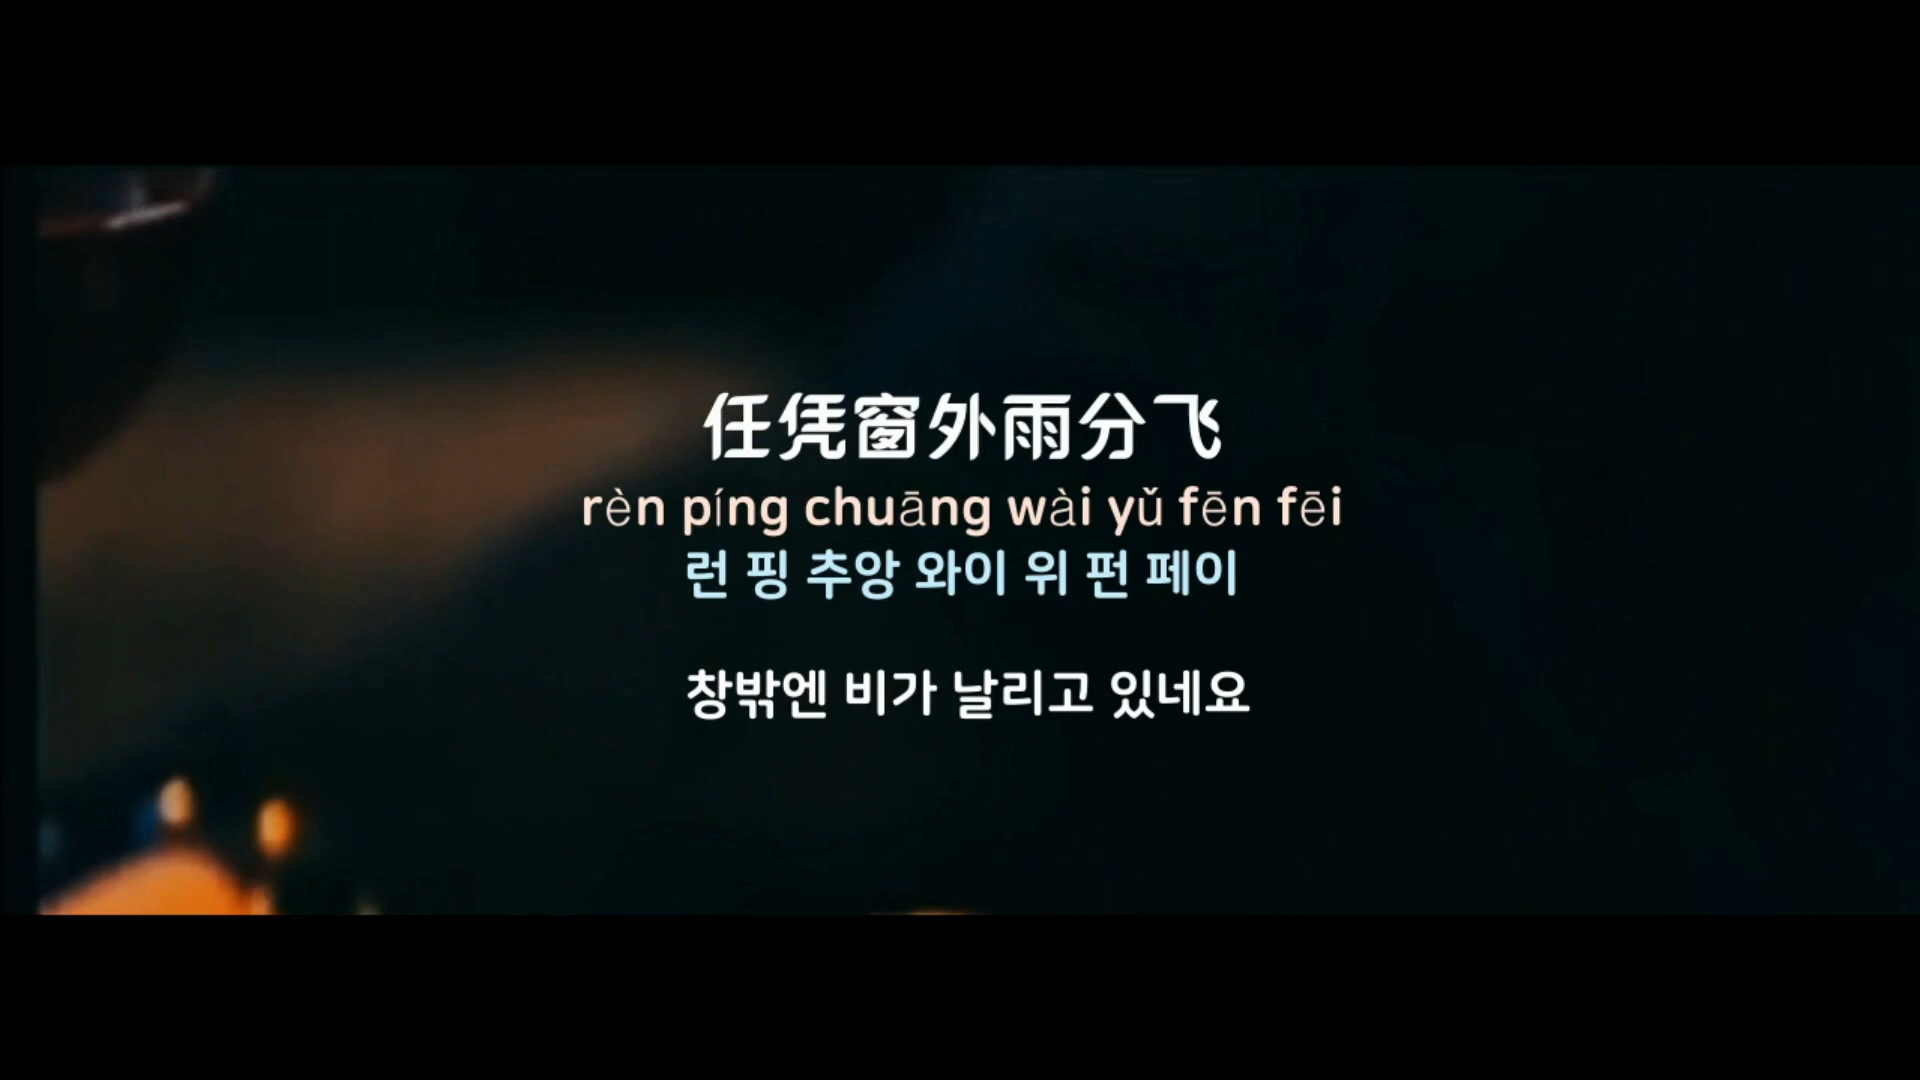 任凭窗外雨分飞
rèn píng chuāng wài yǔ fēn fēi
런 핑 추앙 와이 위 펀 페이
창밖엔 비가 날리고 있네요